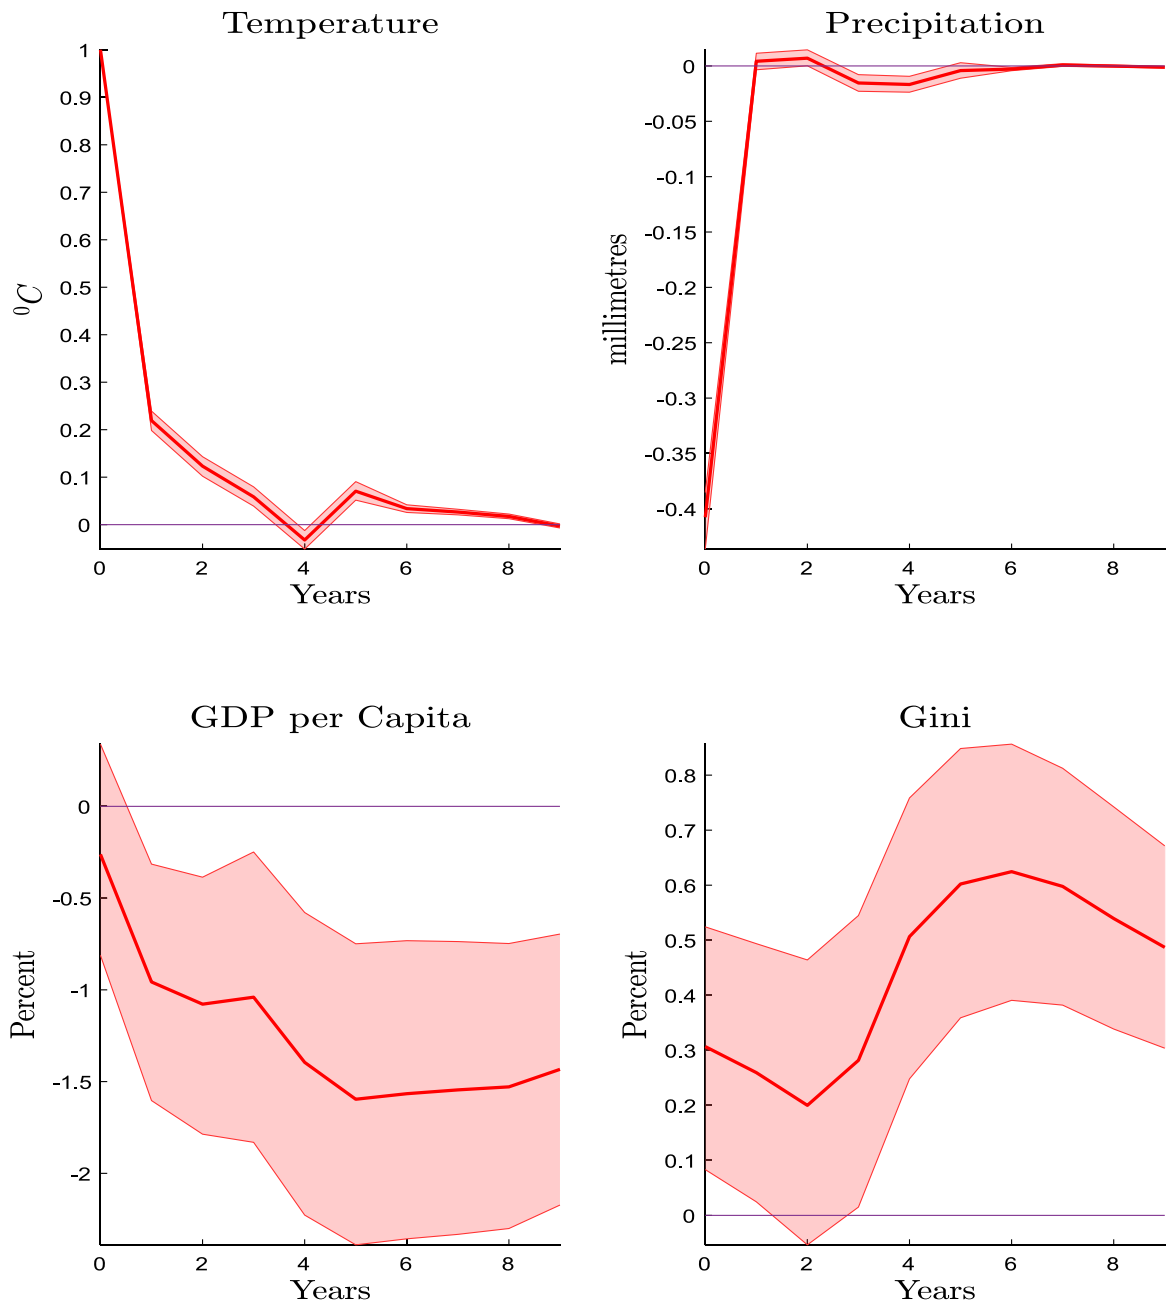 Temperature
1
0.9
0.8
0.7
0.6
0.5
0.4
0.3
0.2
0.1
0
⁰C
0 2 4 6 8
Years
Precipitation
0
-0.05
-0.1
-0.15
-0.2
-0.25
-0.3
-0.35
-0.4
millimetres
0 2 4 6 8
Years
GDP per Capita
0
-0.5
-1
-1.5
-2
Percent
0 2 4 6 8
Years
Gini
0.8
0.7
0.6
0.5
0.4
0.3
0.2
0.1
0
Percent
0 2 4 6 8
Years